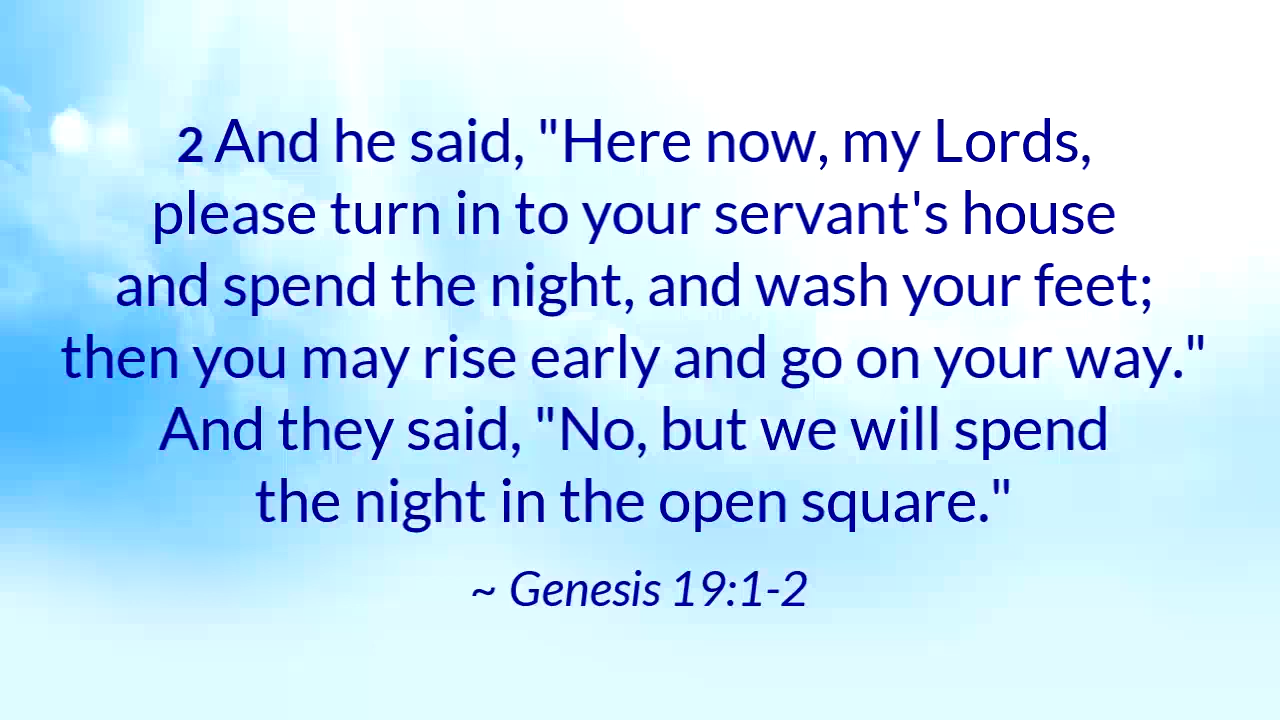 2 And he said, "Here now, my Lords,
please turn in to your servant's house
and spend the night, and wash your feet;
then you may rise early and go on your way."
And they said, "No, but we will spend
the night in the open square."
~ Genesis 19:1-2